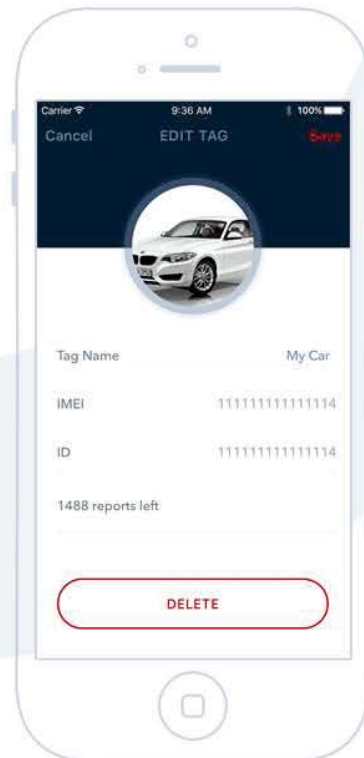 Carrier 9:36 AM 100%
Cancel EDIT TAG Save
Tag Name My Car
IMEI 111111111111114
ID 111111111111114
1488 reports left
DELETE